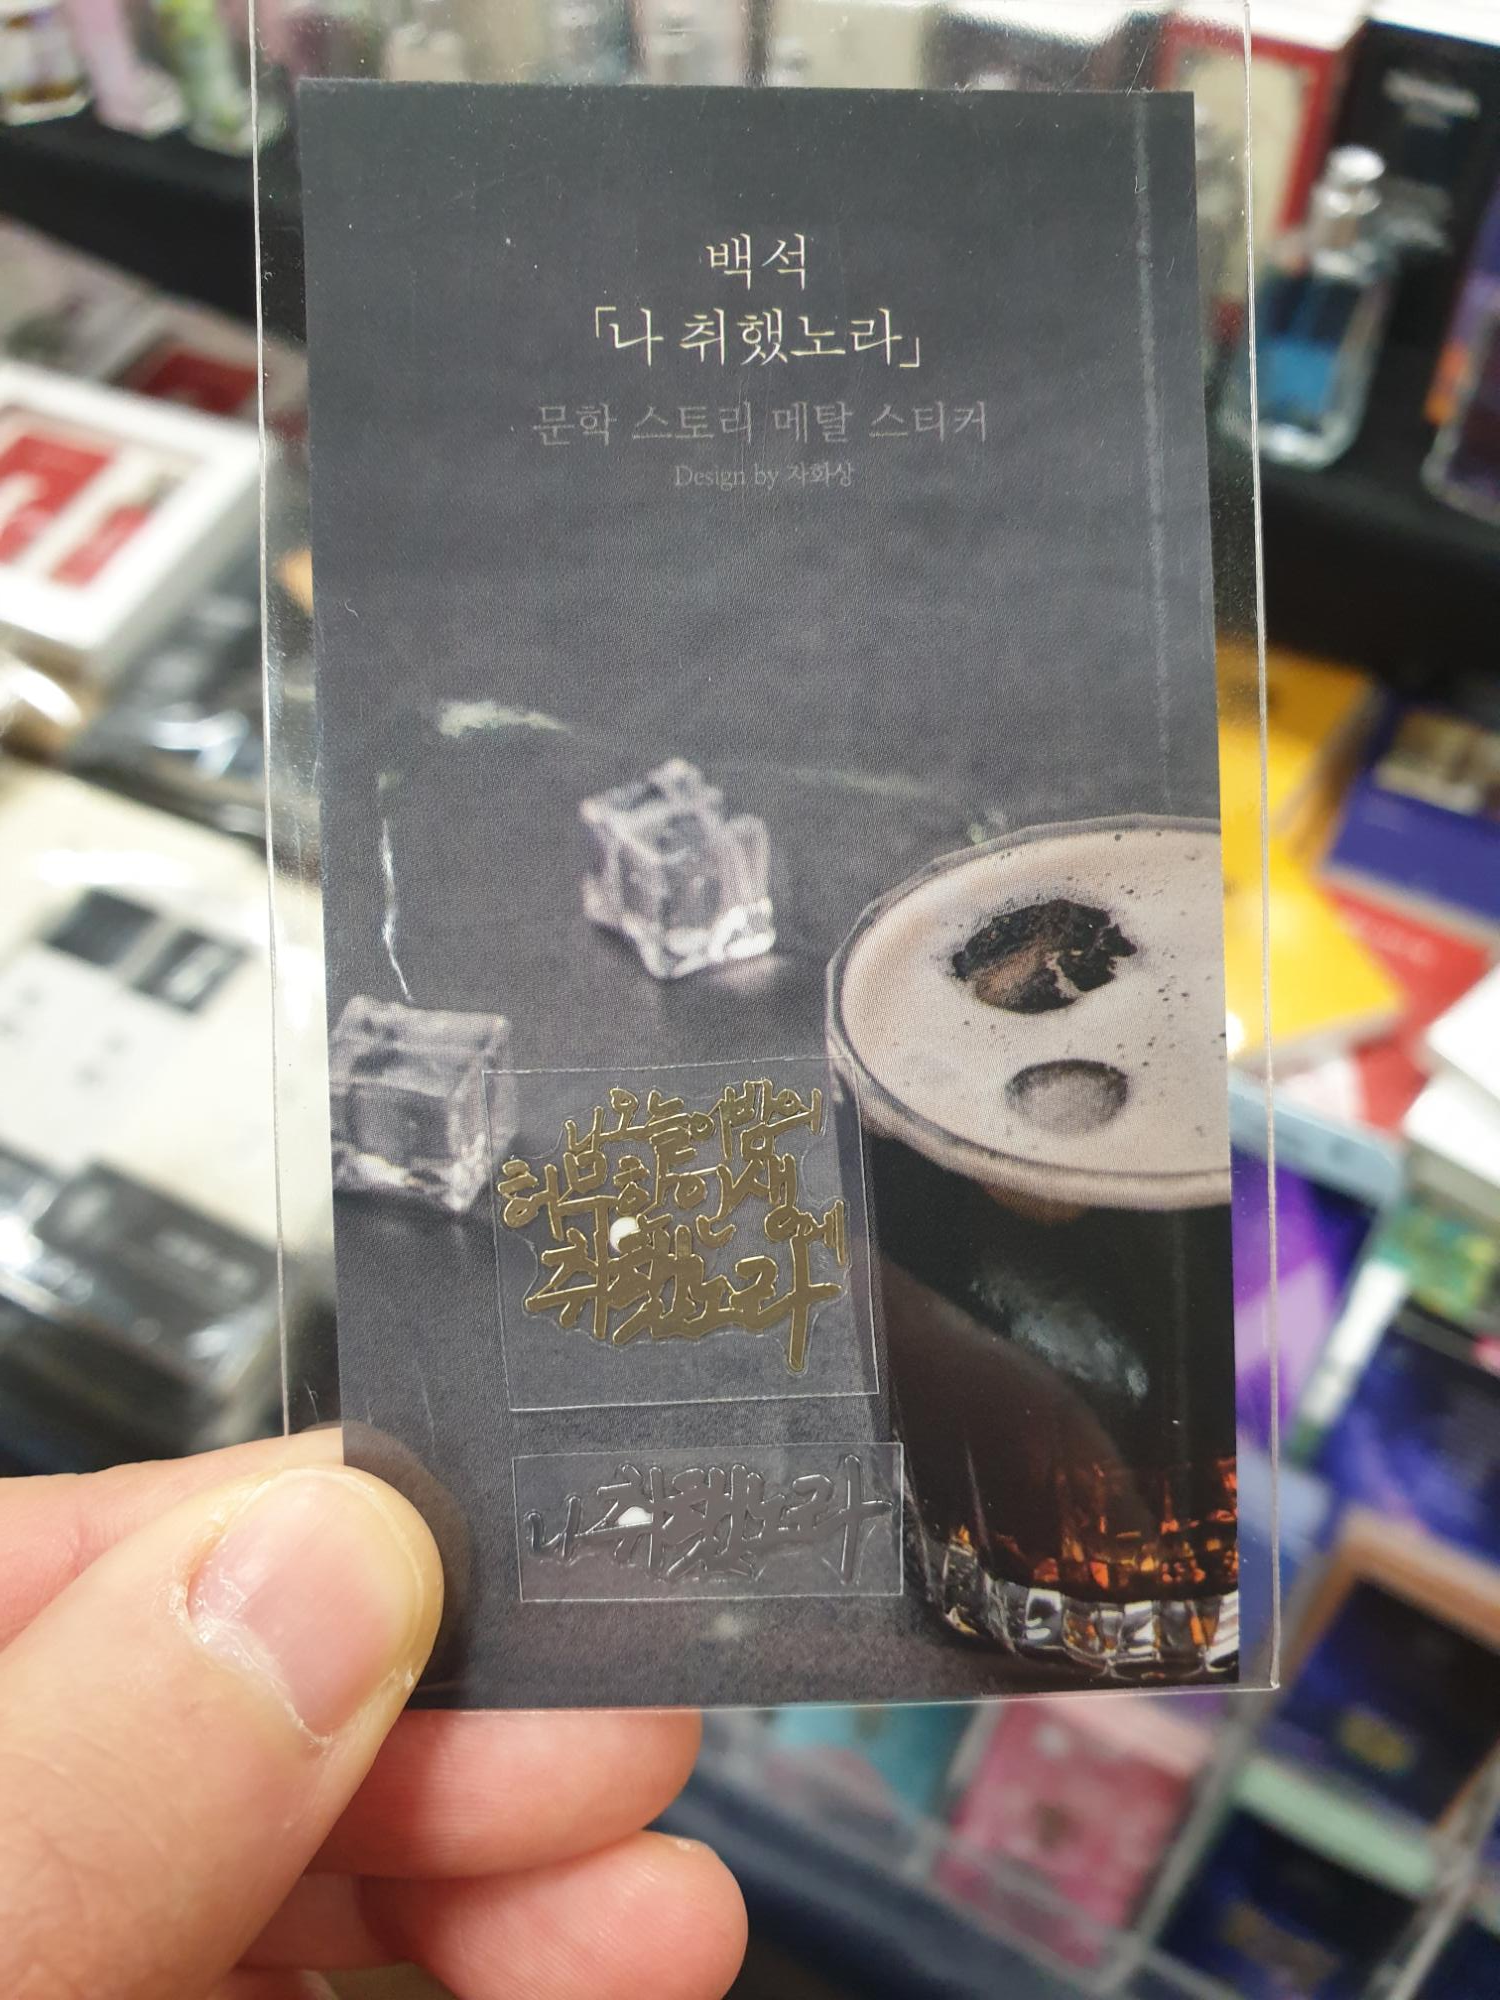 백석
「나 취했노라」
문학 스토리 메탈 스티커
Design by 자화상
나 오늘 이 밤의
허무한 인생에
취했노라
나 취했노라